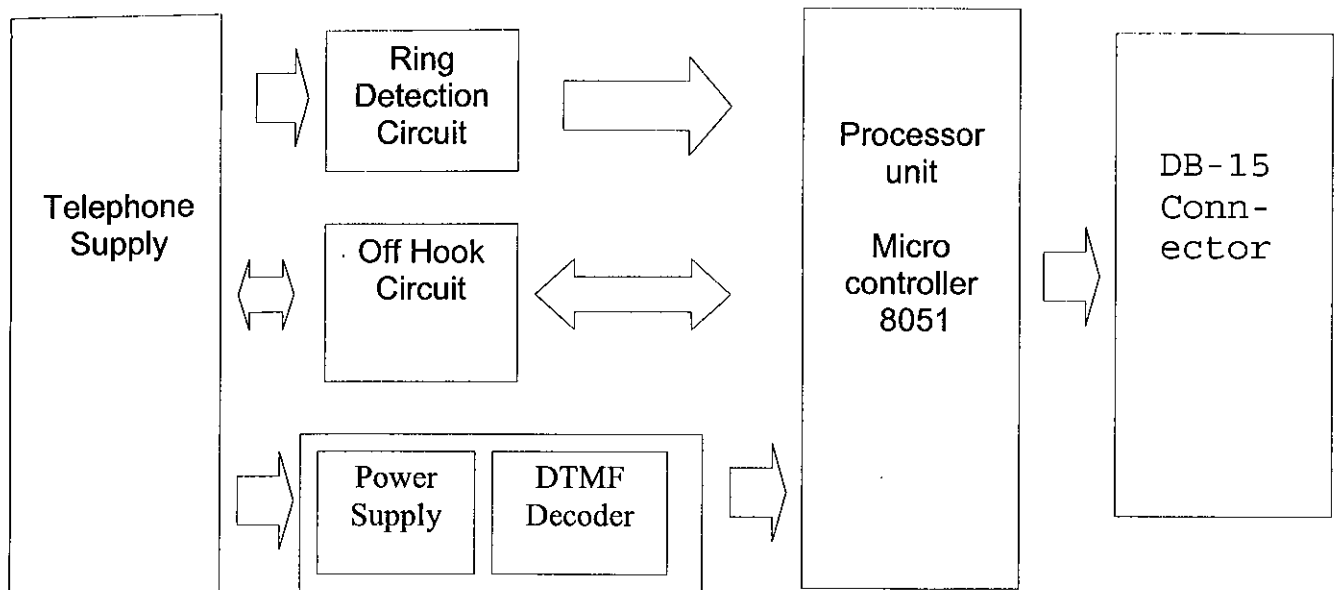 Telephone
Supply
Ring
Detection
Circuit
Off Hook
Circuit
Power
Supply
DTMF
Decoder
Processor
unit
Micro
controller
8051
DB-15
Conn-
ector